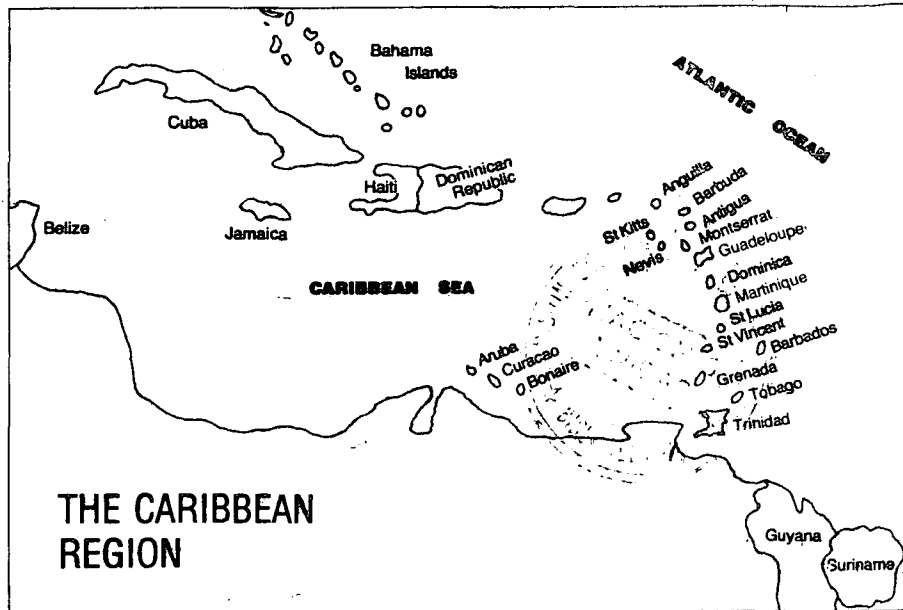 Bahama
Islands
ATLANTIC OCEAN
Cuba
Haiti
Dominican
Republic
Anguilla
Barbuda
Antigua
St Kitts
Montserrat
Nevis
Guadeloupe
Belize
Jamaica
CARIBBEAN SEA
Dominica
Martinique
St Lucia
St Vincent
Barbados
Aruba
Curacao
Bonaire
Grenada
Tobago
Trinidad
THE CARIBBEAN
REGION
Guyana
Suriname